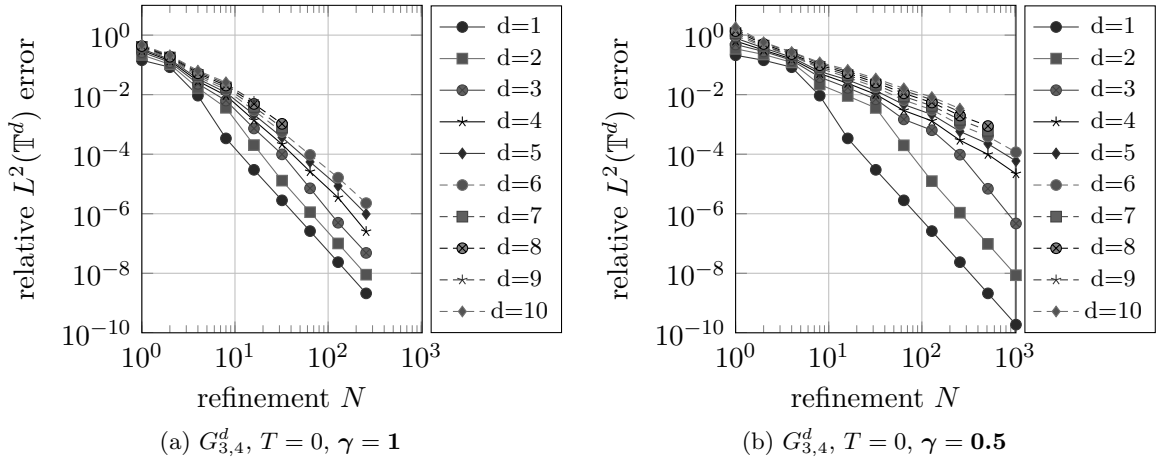 10^0
10^{−2}
10^{−4}
10^{−6}
10^{−8}
10^{−10}
relative L^2(𝕋^d) error
10^0 10^1 10^2 10^3
refinement N
d=1
d=2
d=3
d=4
d=5
d=6
d=7
d=8
d=9
d=10
(a) G^d_{3,4}, T = 0, γ = 1
10^0
10^{−2}
10^{−4}
10^{−6}
10^{−8}
10^{−10}
relative L^2(𝕋^d) error
10^0 10^1 10^2 10^3
refinement N
d=1
d=2
d=3
d=4
d=5
d=6
d=7
d=8
d=9
d=10
(b) G^d_{3,4}, T = 0, γ = 0.5